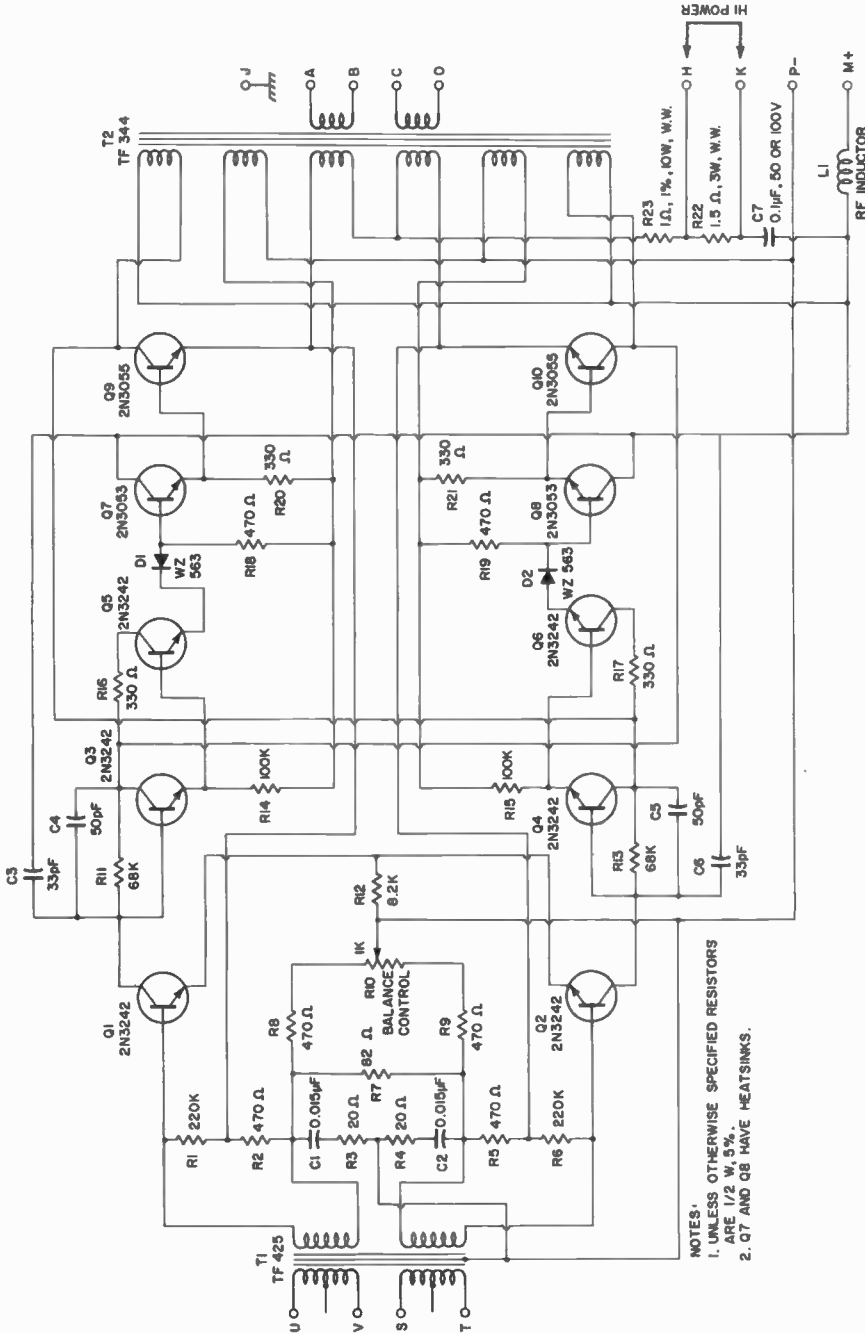 T1
TF 425
U
V
S
T
Q1
2N3242
R1
220K
R2
470 Ω
C1
0.015μF
R3
20 Ω
R4
20 Ω
C2
0.015μF
R5
470 Ω
R6
220K
R7
82 Ω
R8
470 Ω
R9
470 Ω
R10
1K
BALANCE
CONTROL
R12
8.2K
Q2
2N3242
C3
33pF
C4
50pF
R11
68K
Q3
2N3242
R14
100K
R15
100K
Q4
2N3242
R13
68K
C5
50pF
C6
33pF
R16
330 Ω
Q5
2N3242
D1
WZ
563
Q7
2N3053
R18
470 Ω
R20
330
Ω
R21
330
Ω
R19
470 Ω
D2
WZ 563
Q6
2N3242
R17
330 Ω
Q8
2N3053
Q9
2N3055
Q10
2N3055
T2
TF 344
J
A
B
C
D
R23
1Ω, 1%, 10W, W.W.
H
R22
1.5 Ω, 3W, W.W.
K
HI POWER
C7
0.1μF, 50 OR 100V
P-
M+
L1
RF INDUCTOR
NOTES:
1. UNLESS OTHERWISE SPECIFIED RESISTORS
ARE 1/2 W, 5%.
2. Q7 AND Q8 HAVE HEATSINKS.